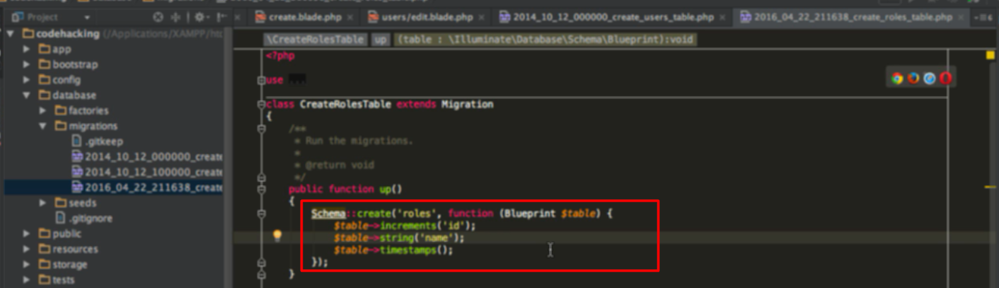 Project
create.blade.php
users/edit.blade.php
2014_10_12_000000_create_users_table.php
2016_04_22_211638_create_roles_table.php
codehacking (/Applications/XAMPP/htc
app
bootstrap
config
database
factories
migrations
.gitkeep
2014_10_12_000000_create
2014_10_12_100000_create
2016_04_22_211638_create
seeds
.gitignore
public
resources
storage
tests
\CreateRolesTable up (table : \Illuminate\Database\Schema\Blueprint):void
<?php
use ...
class CreateRolesTable extends Migration
{
/**
* Run the migrations.
*
* @return void
*/
public function up()
{
Schema::create('roles', function (Blueprint $table) {
$table->increments('id');
$table->string('name');
$table->timestamps();
});
}